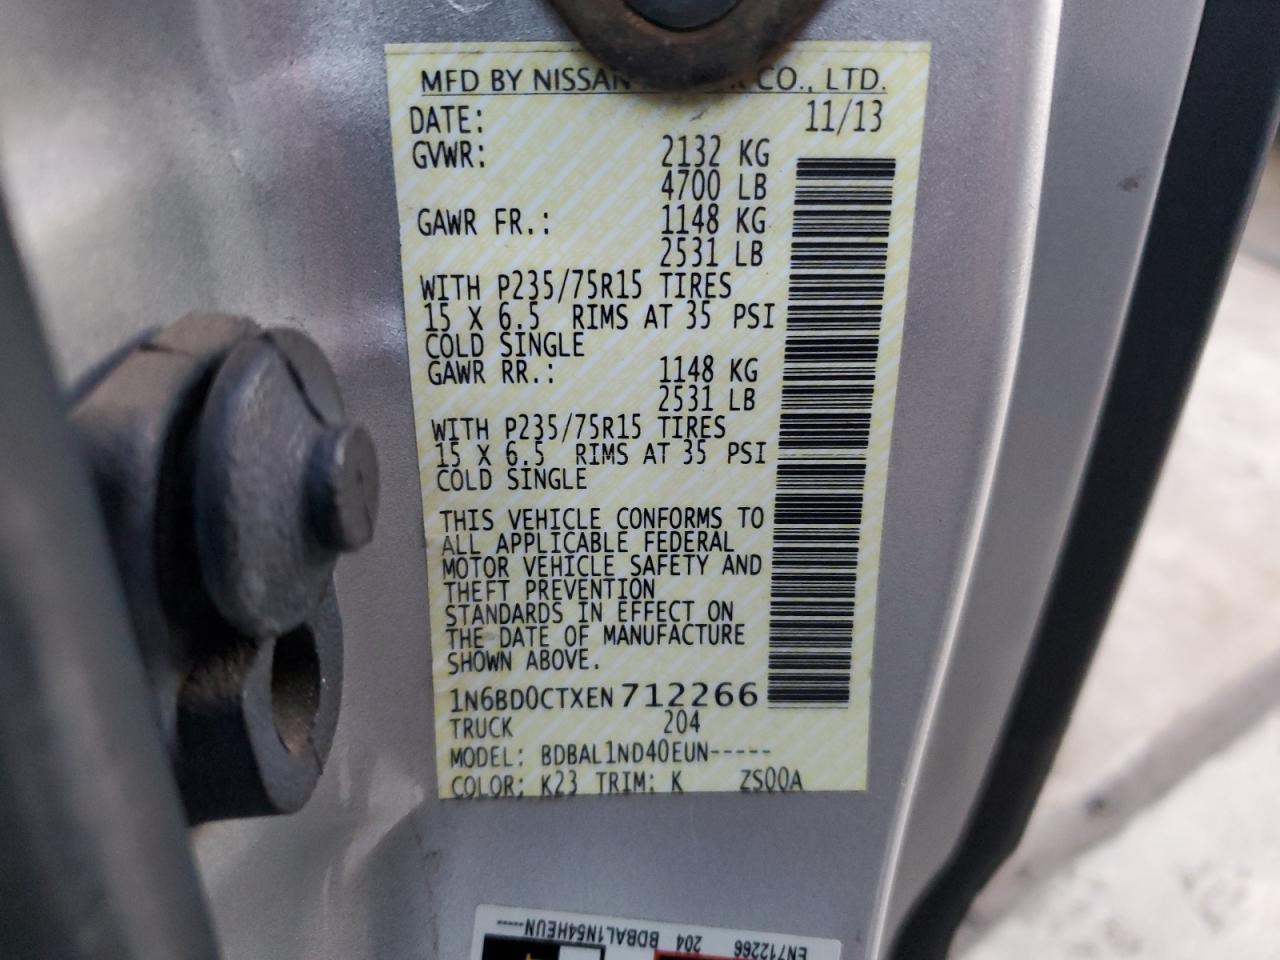 MFD BY NISSAN CO., LTD.
DATE: 11/13
GVWR: 2132 KG
4700 LB
GAWR FR.: 1148 KG
2531 LB
WITH P235/75R15 TIRES
15 X 6.5 RIMS AT 35 PSI
COLD SINGLE
GAWR RR.: 1148 KG
2531 LB
WITH P235/75R15 TIRES
15 X 6.5 RIMS AT 35 PSI
COLD SINGLE
THIS VEHICLE CONFORMS TO
ALL APPLICABLE FEDERAL
MOTOR VEHICLE SAFETY AND
THEFT PREVENTION
STANDARDS IN EFFECT ON
THE DATE OF MANUFACTURE
SHOWN ABOVE.
1N6BD0CTXEN712266
TRUCK 204
MODEL: BDBAL1ND40EUN-----
COLOR: K23 TRIM: K ZS00A
EN712266 204 BDBAL1N54HEUN-----